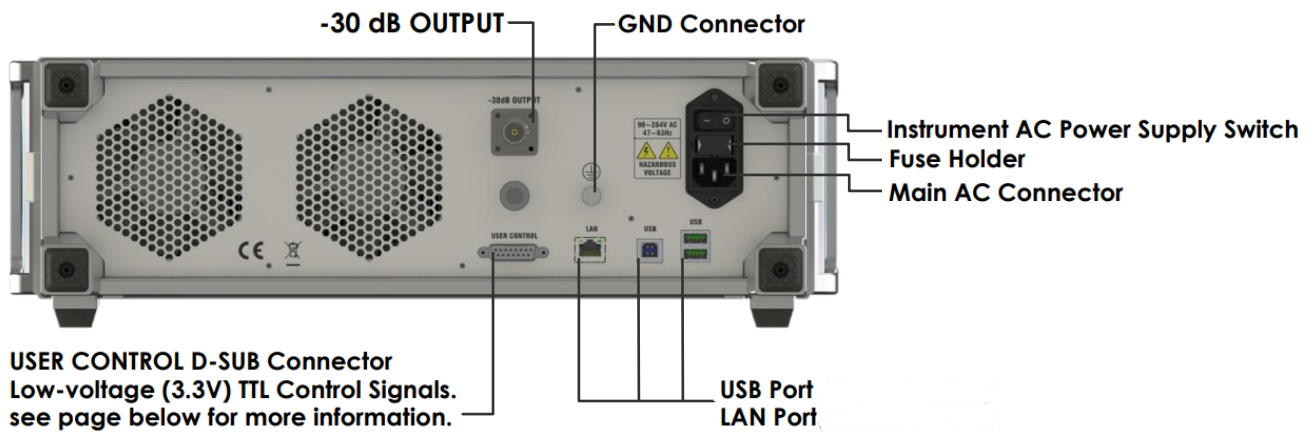 -30 dB OUTPUT
GND Connector
-30dB OUTPUT
90~264V AC
47~63Hz
HAZARDOUS
VOLTAGE
Instrument AC Power Supply Switch
Fuse Holder
Main AC Connector
USER CONTROL
LAN
USB
USB
CE
USER CONTROL D-SUB Connector
Low-voltage (3.3V) TTL Control Signals.
see page below for more information.
USB Port
LAN Port